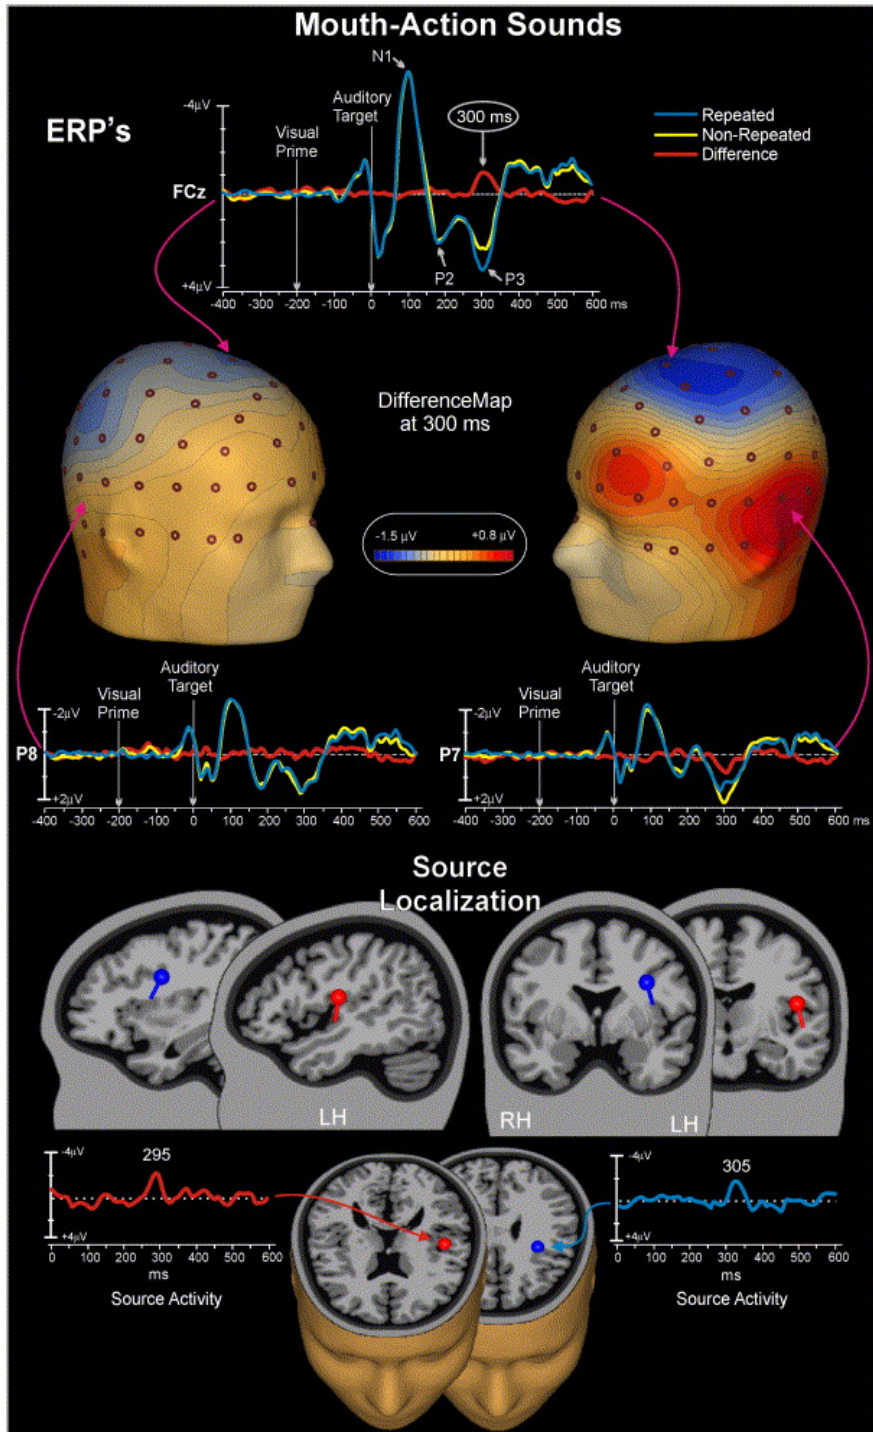 Mouth-Action Sounds
N1
-4µV
Auditory
Target
300 ms
Repeated
ERP's
Visual
Prime
Non-Repeated
Difference
FCz
P2
P3
+4µV
-400 -300 -200 -100 0 100 200 300 400 500 600 ms
DifferenceMap
at 300 ms
-1.5 µV +0.8 µV
Auditory
Target
Visual
Prime
-2µV
P8
+2µV
-400 -300 -200 -100 0 100 200 300 400 500 600
Auditory
Target
Visual
Prime
-2µV
P7
+2µV
-400 -300 -200 -100 0 100 200 300 400 500 600 ms
Source
Localization
LH
RH
LH
-4µV
295
+4µV
0 100 200 300 400 500 600
ms
Source Activity
-4µV
305
+4µV
0 100 200 300 400 500 600
ms
Source Activity